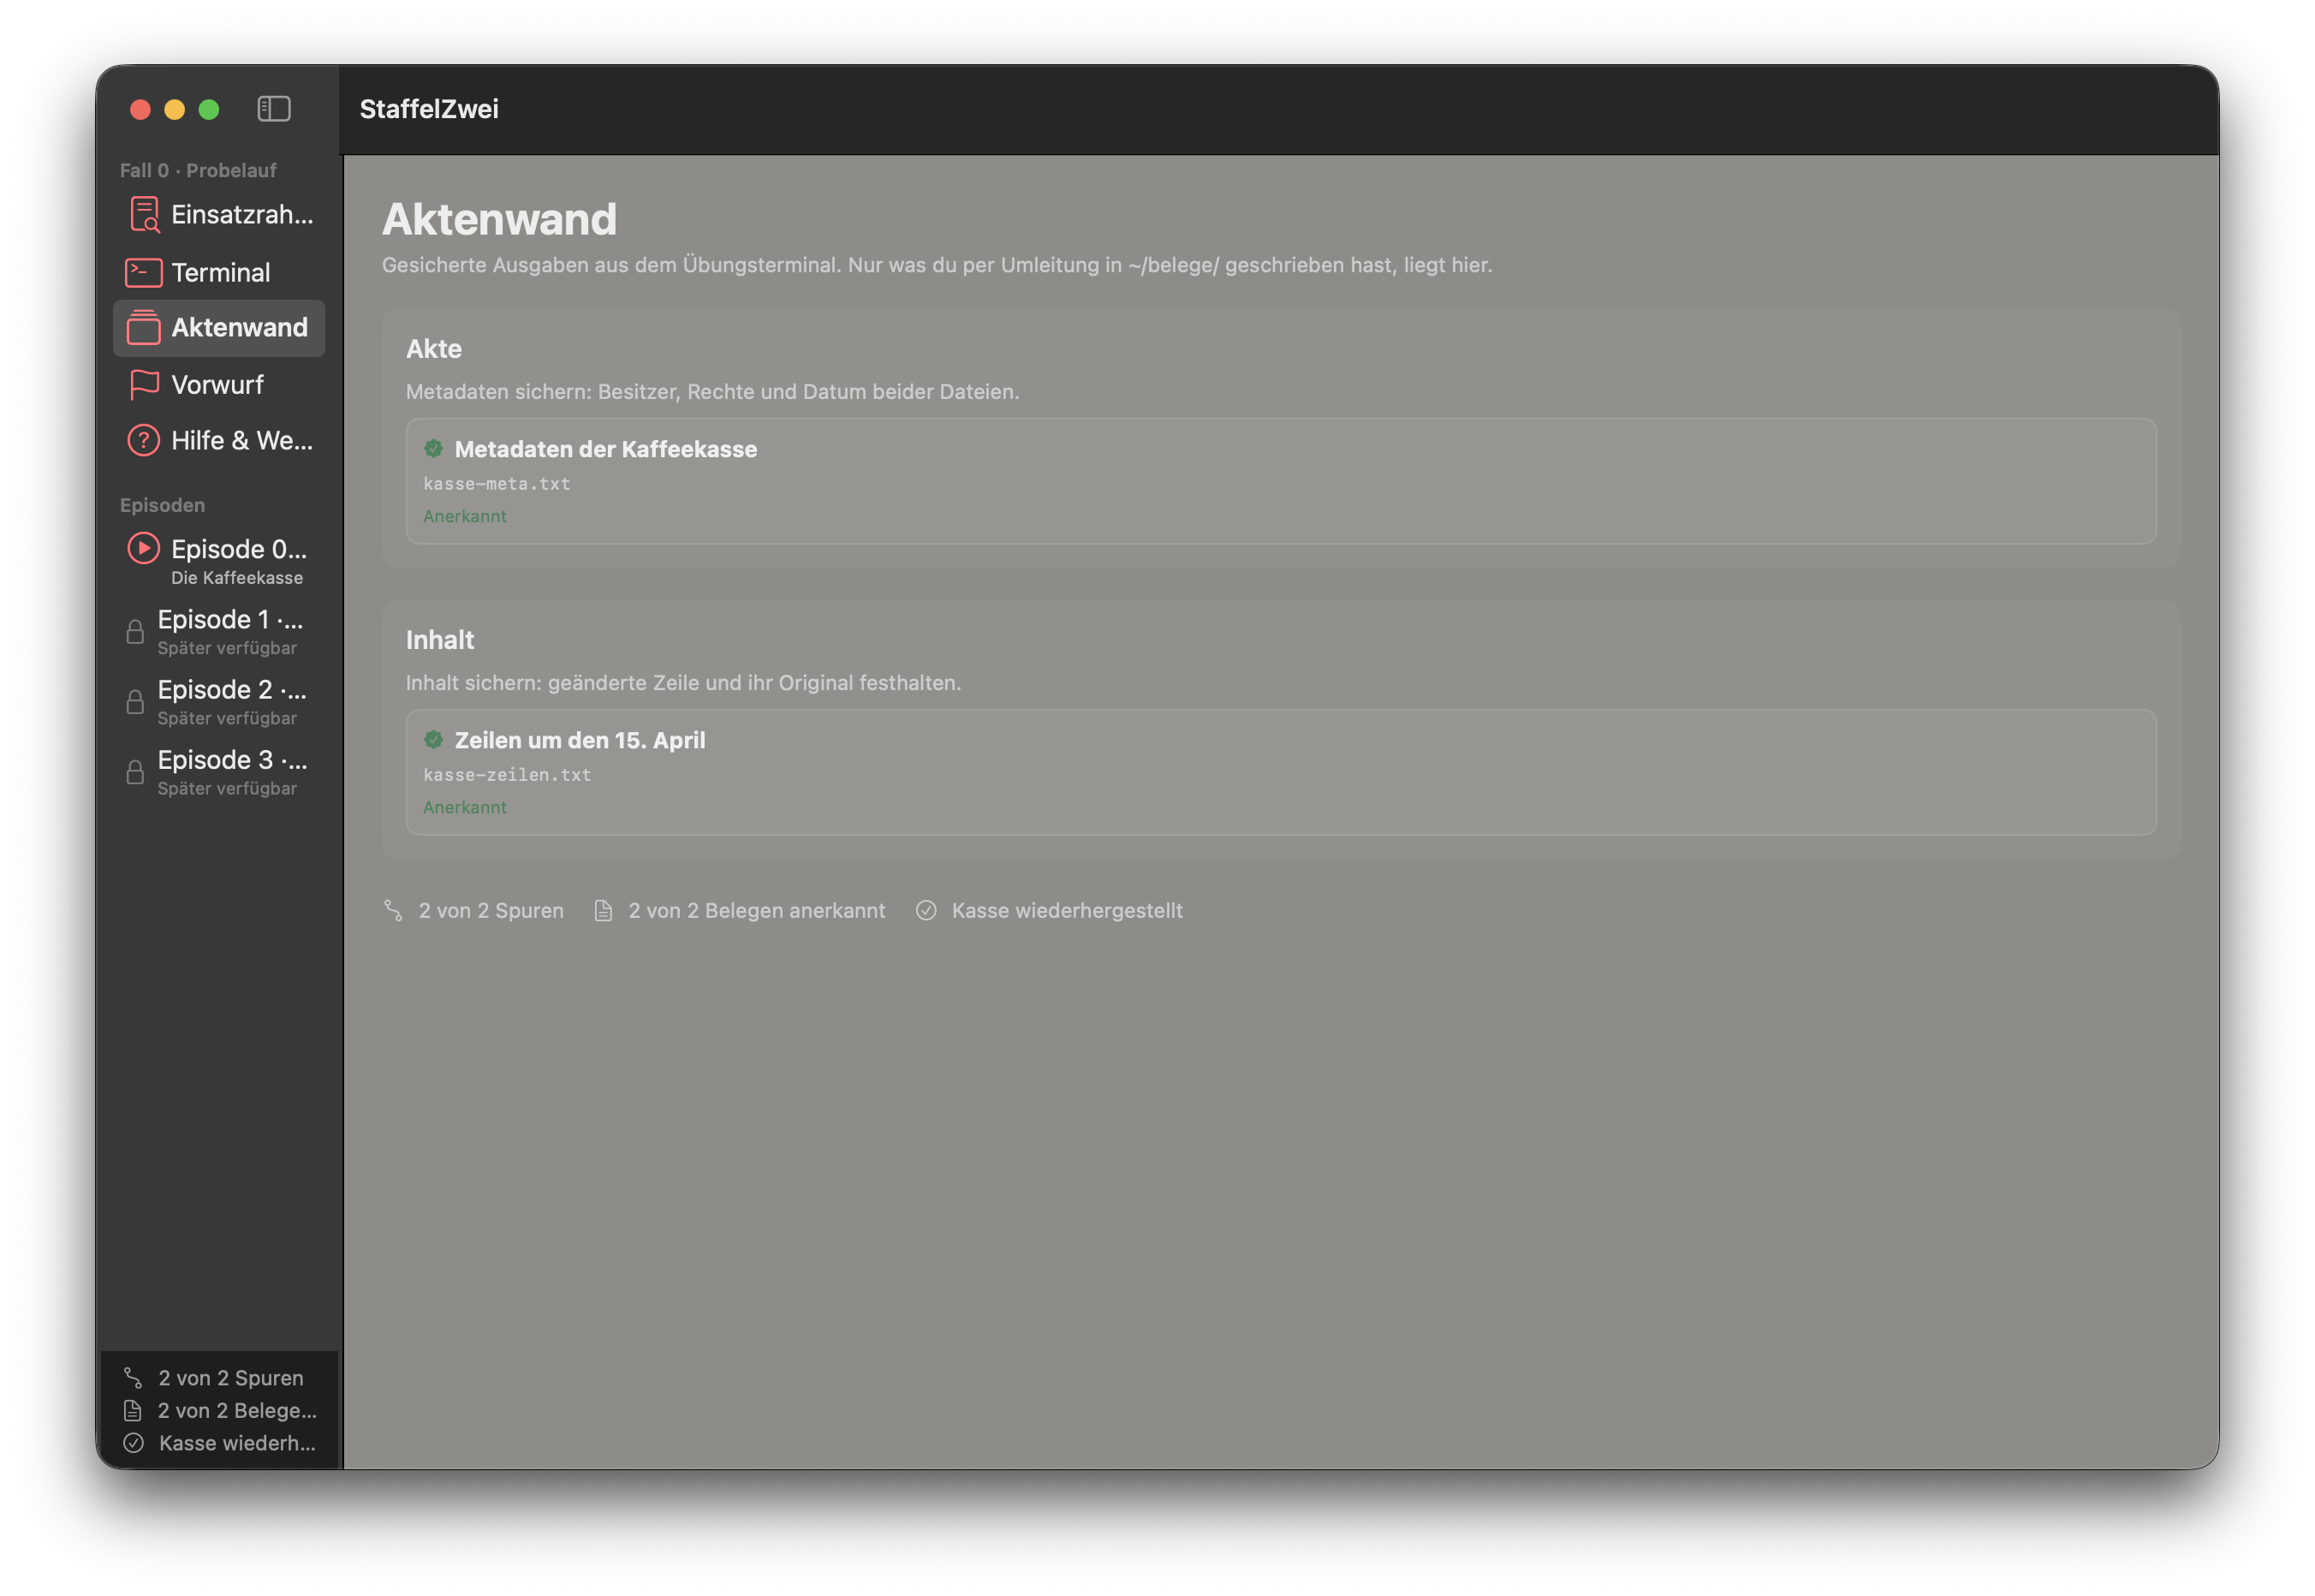 StaffelZwei
Fall 0 · Probelauf
Einsatzrah...
Terminal
Aktenwand
Vorwurf
Hilfe & We...
Episoden
Episode 0...
Die Kaffeekasse
Episode 1 ·...
Später verfügbar
Episode 2 ·...
Später verfügbar
Episode 3 ·...
Später verfügbar
2 von 2 Spuren
2 von 2 Belege...
Kasse wiederh...
Aktenwand
Gesicherte Ausgaben aus dem Übungsterminal. Nur was du per Umleitung in ~/belege/ geschrieben hast, liegt hier.
Akte
Metadaten sichern: Besitzer, Rechte und Datum beider Dateien.
Metadaten der Kaffeekasse
kasse-meta.txt
Anerkannt
Inhalt
Inhalt sichern: geänderte Zeile und ihr Original festhalten.
Zeilen um den 15. April
kasse-zeilen.txt
Anerkannt
2 von 2 Spuren 2 von 2 Belegen anerkannt Kasse wiederhergestellt